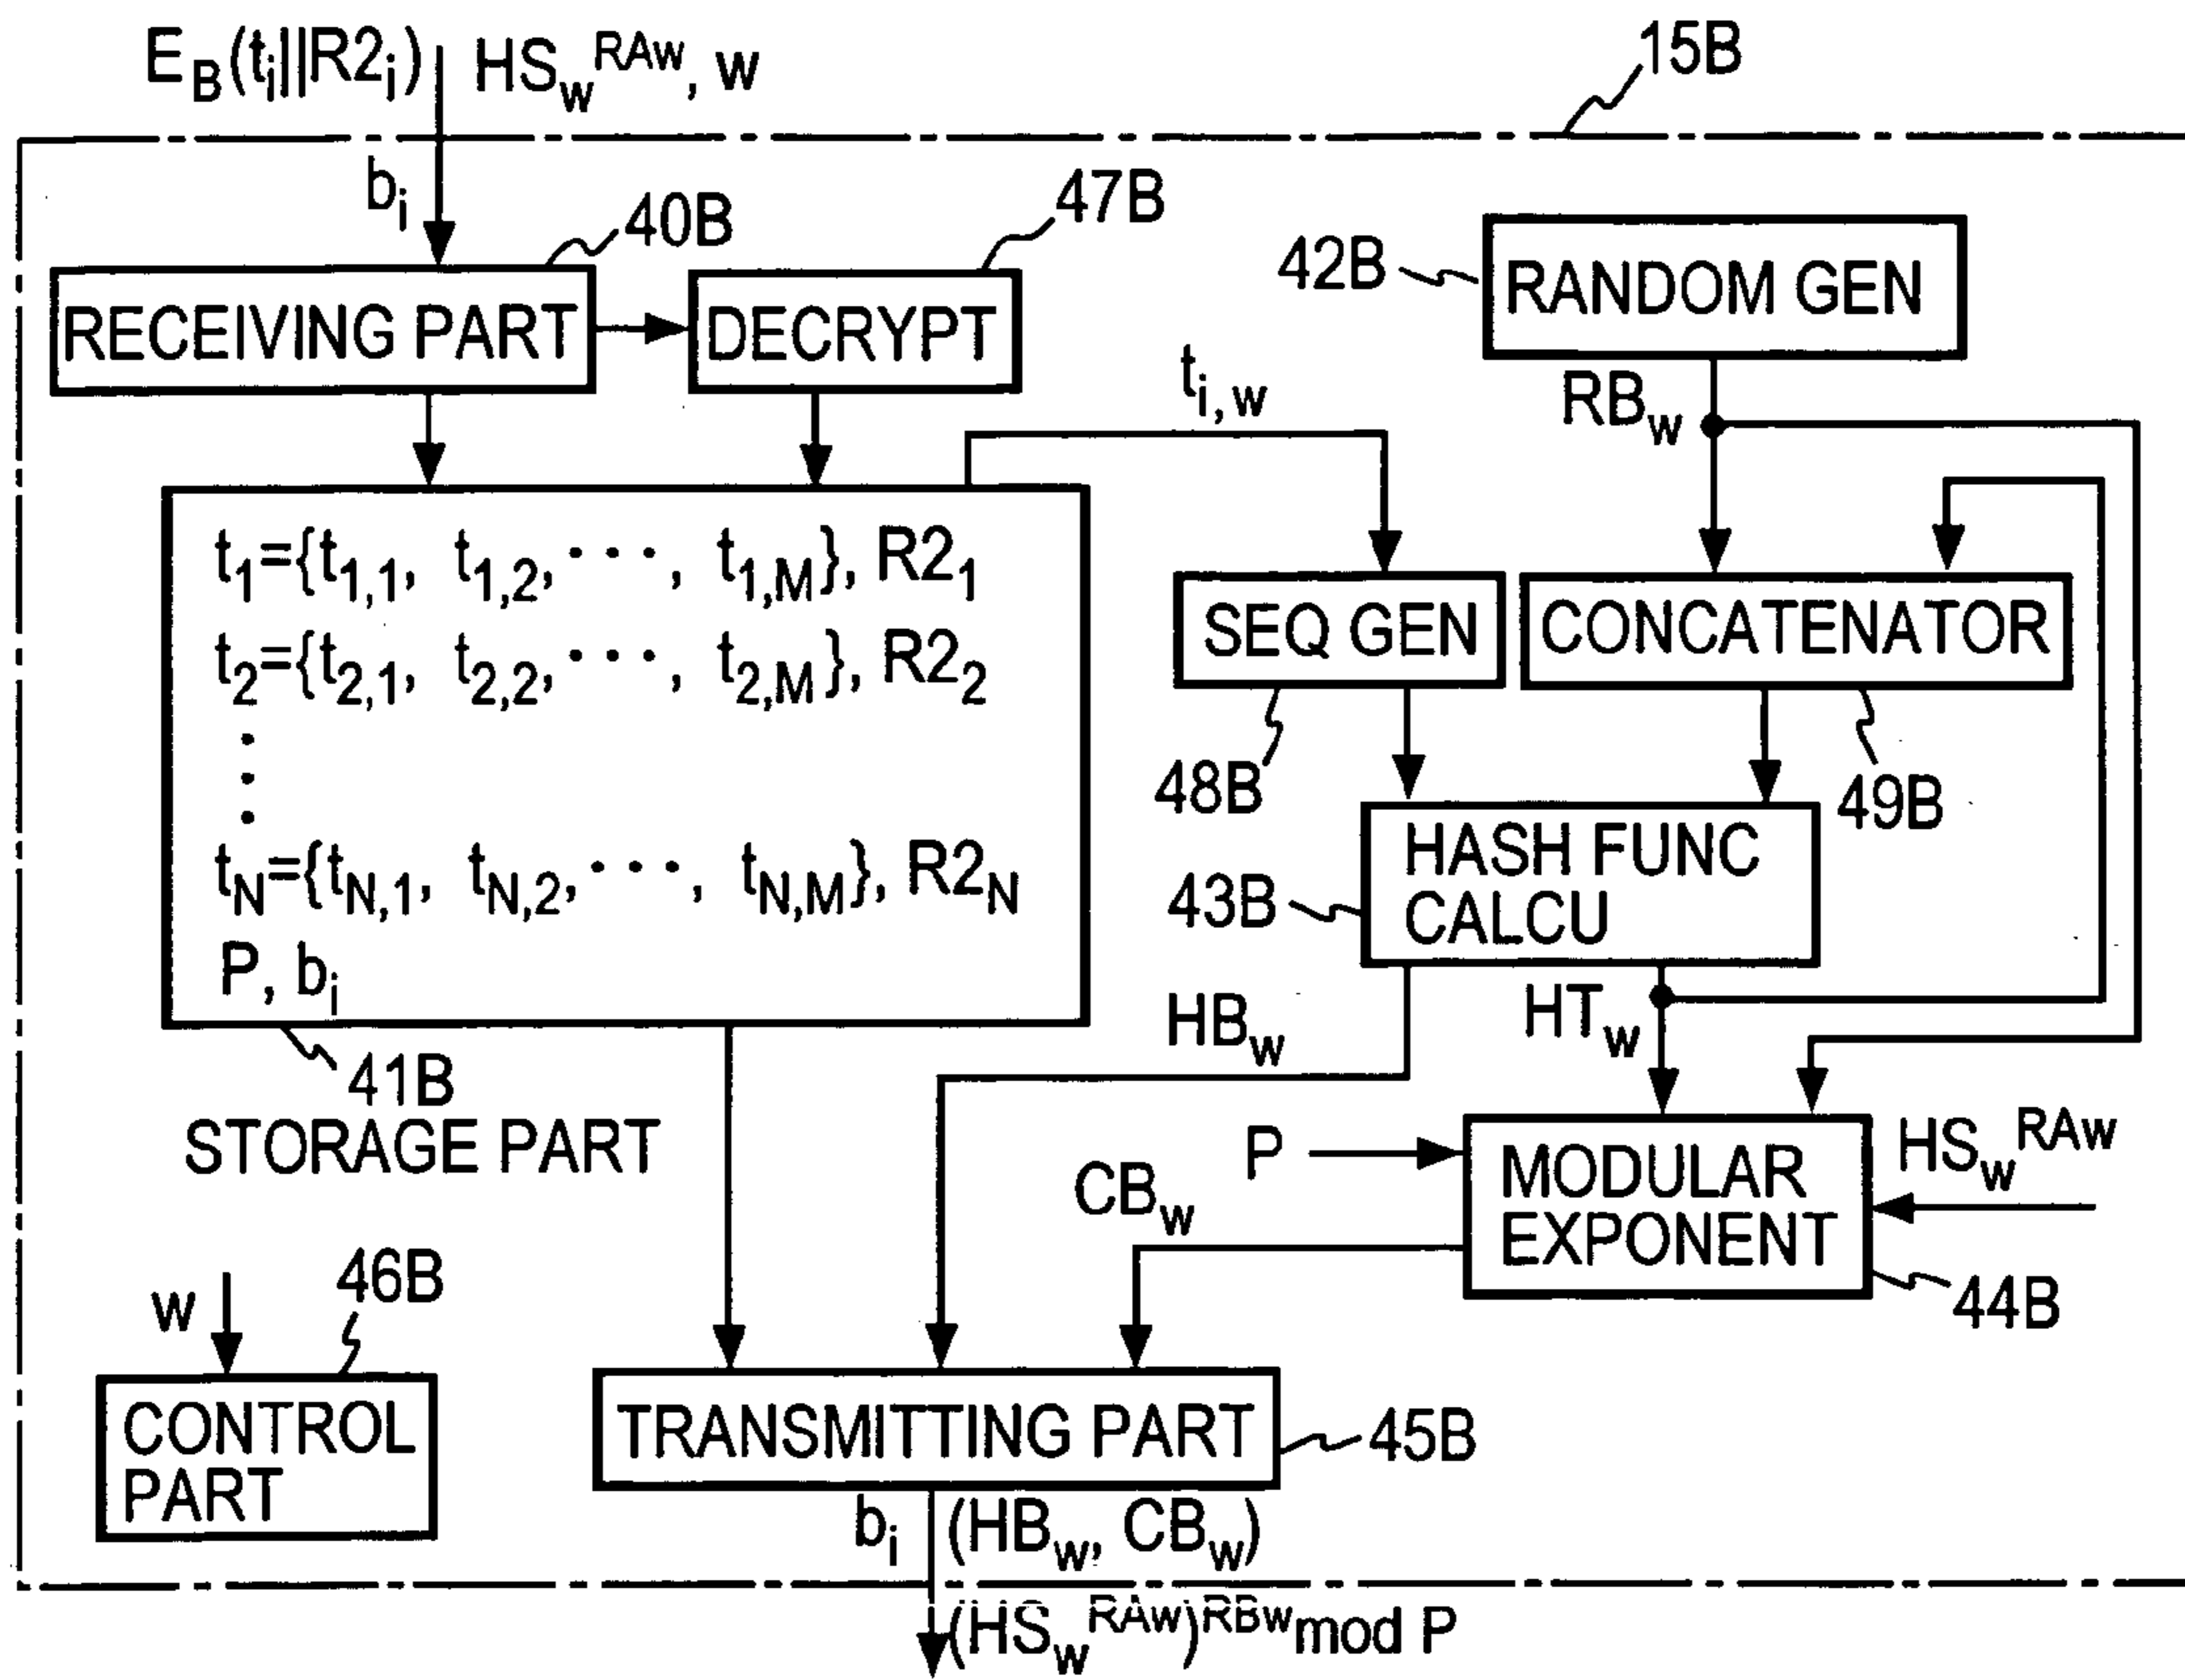 E_B(t_i||R2_i) HS_w^RAw, w
15B
b_i
40B
47B
42B
RECEIVING PART
DECRYPT
RANDOM GEN
t_i,w
RB_w
t_1={t_1,1, t_1,2, ···, t_1,M}, R2_1
t_2={t_2,1, t_2,2, ···, t_2,M}, R2_2
t_N={t_N,1, t_N,2, ···, t_N,M}, R2_N
P, b_i
SEQ GEN
CONCATENATOR
48B
49B
HASH FUNC
CALCU
43B
HB_w
HT_w
41B
STORAGE PART
P
MODULAR
EXPONENT
HS_w^RAw
CB_w
44B
w
46B
CONTROL
PART
TRANSMITTING PART
45B
b_i (HB_w, CB_w)
(HS_w^RAw)^RBw mod P